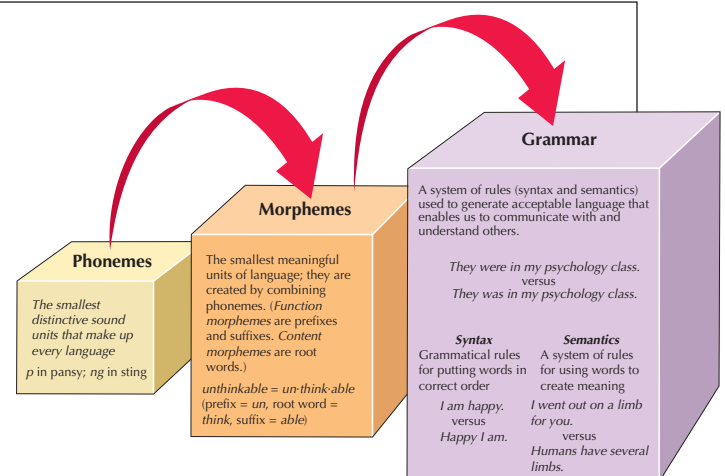 Phonemes
The smallest
distinctive sound
units that make up
every language
p in pansy; ng in sting
Morphemes
The smallest meaningful
units of language; they are
created by combining
phonemes. (Function
morphemes are prefixes
and suffixes. Content
morphemes are root
words.)
unthinkable = un·think·able
(prefix = un, root word =
think, suffix = able)
Grammar
A system of rules (syntax and semantics)
used to generate acceptable language that
enables us to communicate with and
understand others.
They were in my psychology class.
versus
They was in my psychology class.
Syntax
Grammatical rules
for putting words in
correct order
I am happy.
versus
Happy I am.
Semantics
A system of rules
for using words to
create meaning
I went out on a limb
for you.
versus
Humans have several
limbs.